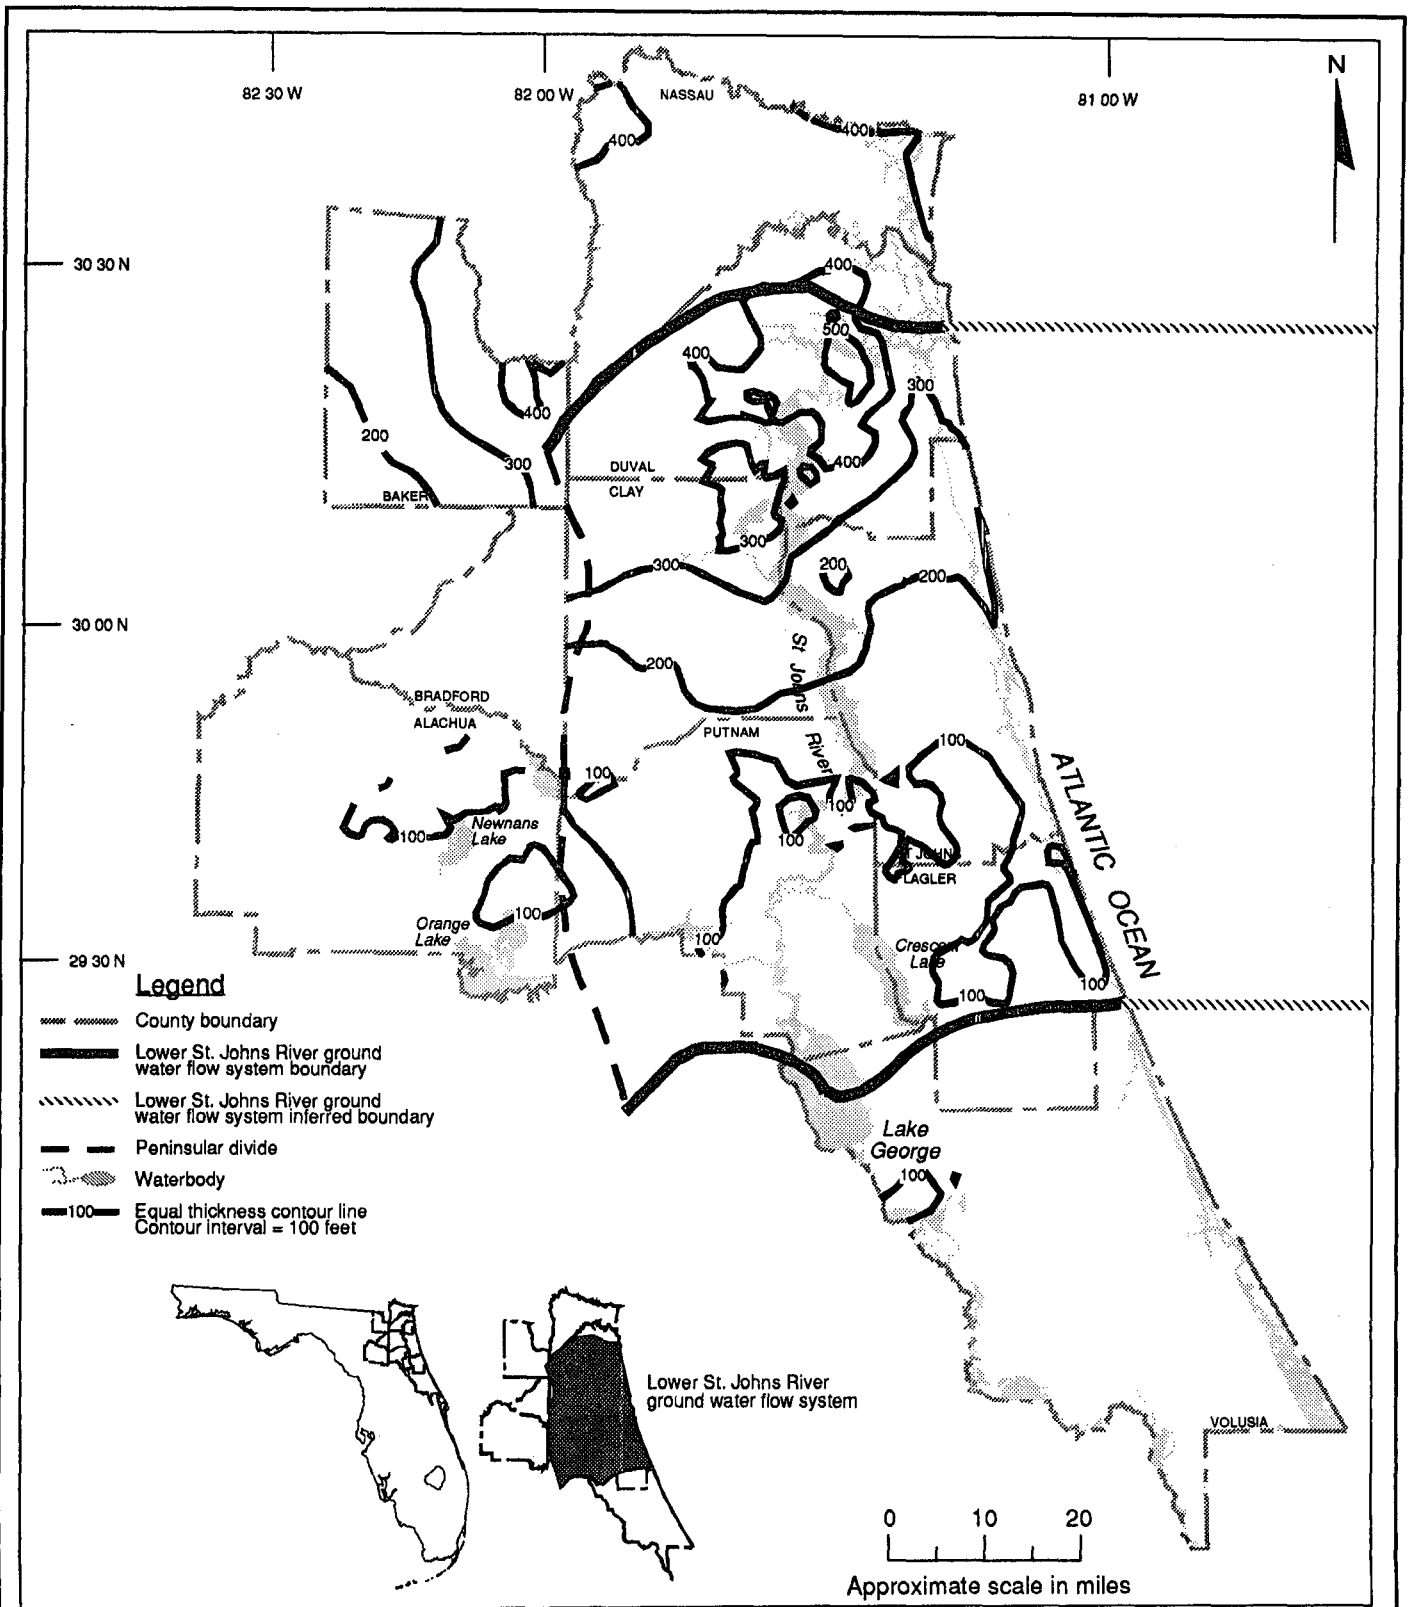 N
82 30 W
82 00 W
81 00 W
NASSAU
400
400
30 30 N
400
500
400
300
400
200
300
400
DUVAL
CLAY
BAKER
300
300
200
200
30 00 N
St Johns River
200
BRADFORD
ALACHUA
PUTNAM
100
100
100
ATLANTIC OCEAN
Newnans
Lake
100
100
T JOHN
FLAGLER
100
Orange
Lake
100
Crescent
Lake
29 30 N
100
100
Lake
George
100
VOLUSIA
Legend
County boundary
Lower St. Johns River ground
water flow system boundary
Lower St. Johns River ground
water flow system inferred boundary
Peninsular divide
Waterbody
100
Equal thickness contour line
Contour interval = 100 feet
Lower St. Johns River
ground water flow system
0 10 20
Approximate scale in miles